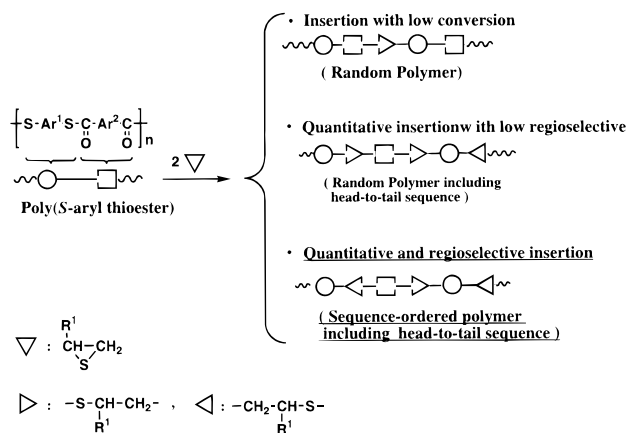 · Insertion with low conversion
( Random Polymer)
[S-Ar¹S-C-Ar²-C]n
O O
2
Poly(S-aryl thioester)
· Quantitative insertionw ith low regioselective
( Random Polymer including
head-to-tail sequence )
· Quantitative and regioselective insertion
( Sequence-ordered polymer
including head-to-tail sequence )
R¹
: CH-CH₂
S
: -S-CH-CH₂- , : -CH₂-CH-S-
R¹ R¹